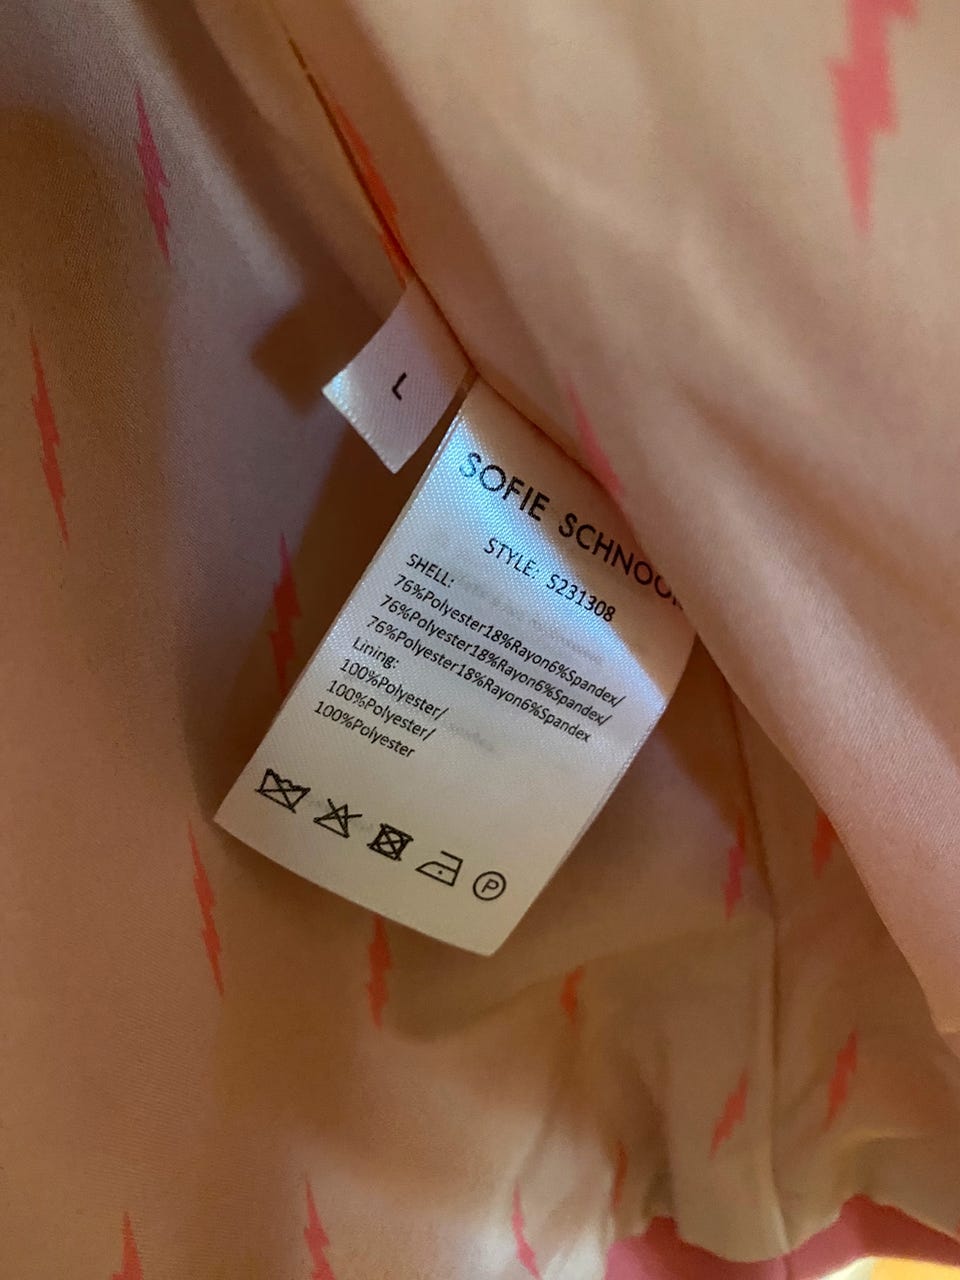 L
SOFIE SCHNOO
STYLE: S231308
SHELL:
76%Polyester18%Rayon6%Spandex/
76%Polyester18%Rayon6%Spandex/
76%Polyester18%Rayon6%Spandex
Lining:
100%Polyester/
100%Polyester/
100%Polyester
P